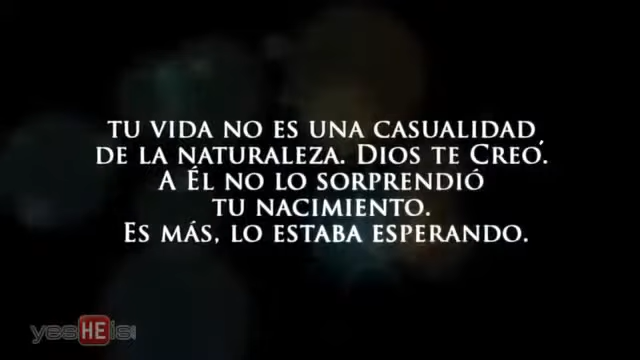 TU VIDA NO ES UNA CASUALIDAD
DE LA NATURALEZA. DIOS TE CREÓ.
A ÉL NO LO SORPRENDIÓ
TU NACIMIENTO.
ES MÁS, LO ESTABA ESPERANDO.
yesHEis